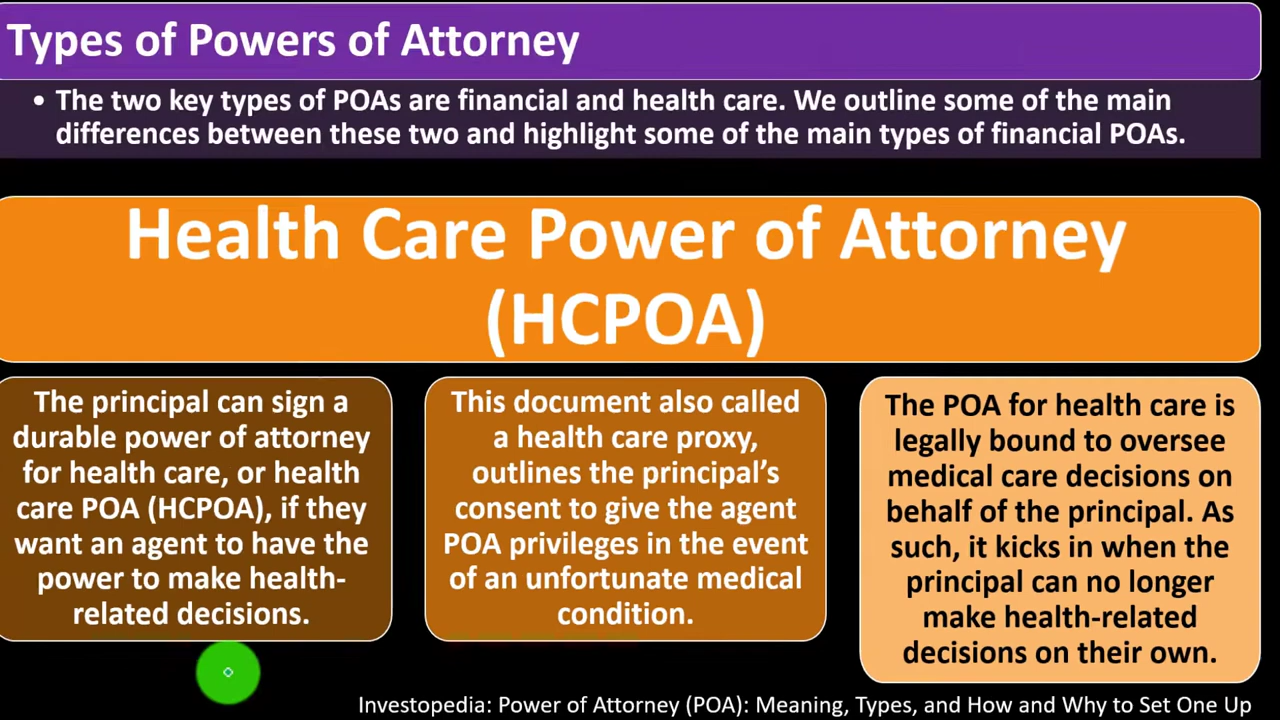 Types of Powers of Attorney
• The two key types of POAs are financial and health care. We outline some of the main
differences between these two and highlight some of the main types of financial POAs.
Health Care Power of Attorney
(HCPOA)
The principal can sign a
durable power of attorney
for health care, or health
care POA (HCPOA), if they
want an agent to have the
power to make health-
related decisions.
This document also called
a health care proxy,
outlines the principal’s
consent to give the agent
POA privileges in the event
of an unfortunate medical
condition.
The POA for health care is
legally bound to oversee
medical care decisions on
behalf of the principal. As
such, it kicks in when the
principal can no longer
make health-related
decisions on their own.
Investopedia: Power of Attorney (POA): Meaning, Types, and How and Why to Set One Up